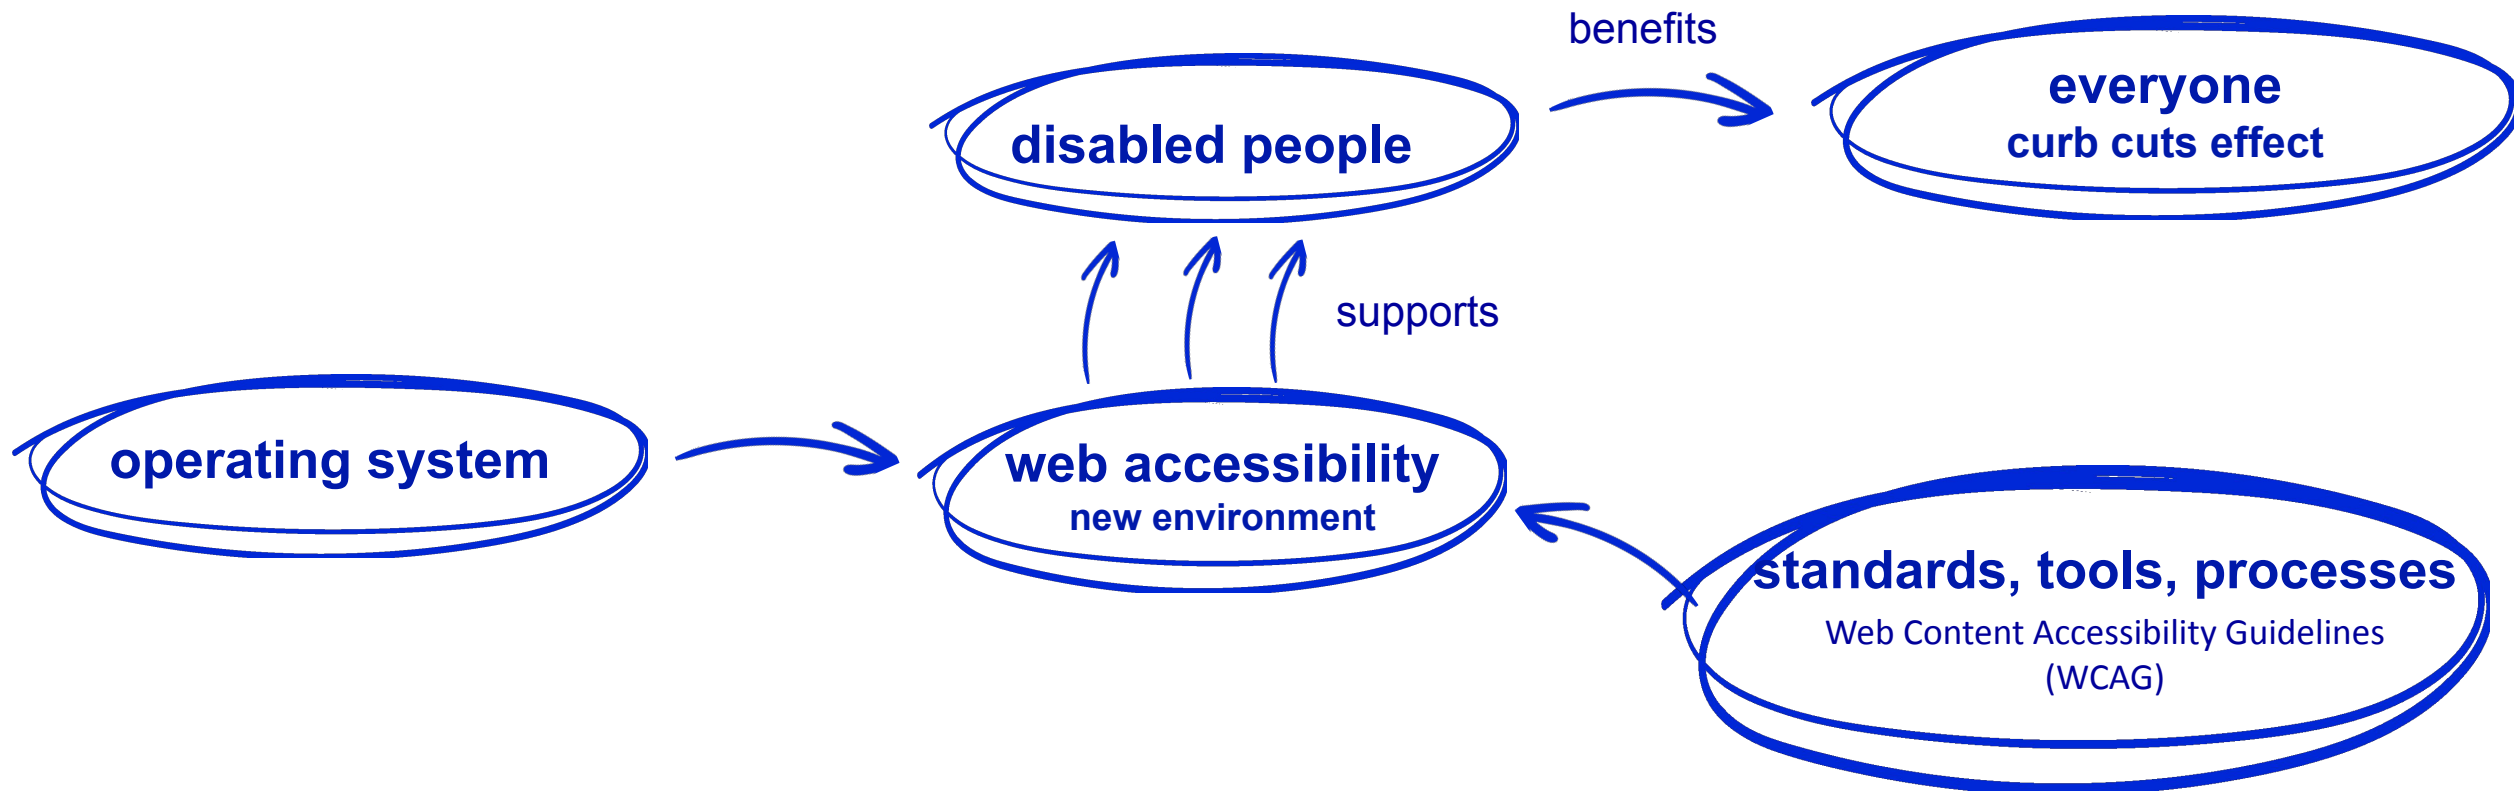 benefits
everyone
curb cuts effect
disabled people
supports
operating system
web accessibility
new environment
standards, tools, processes
Web Content Accessibility Guidelines
(WCAG)